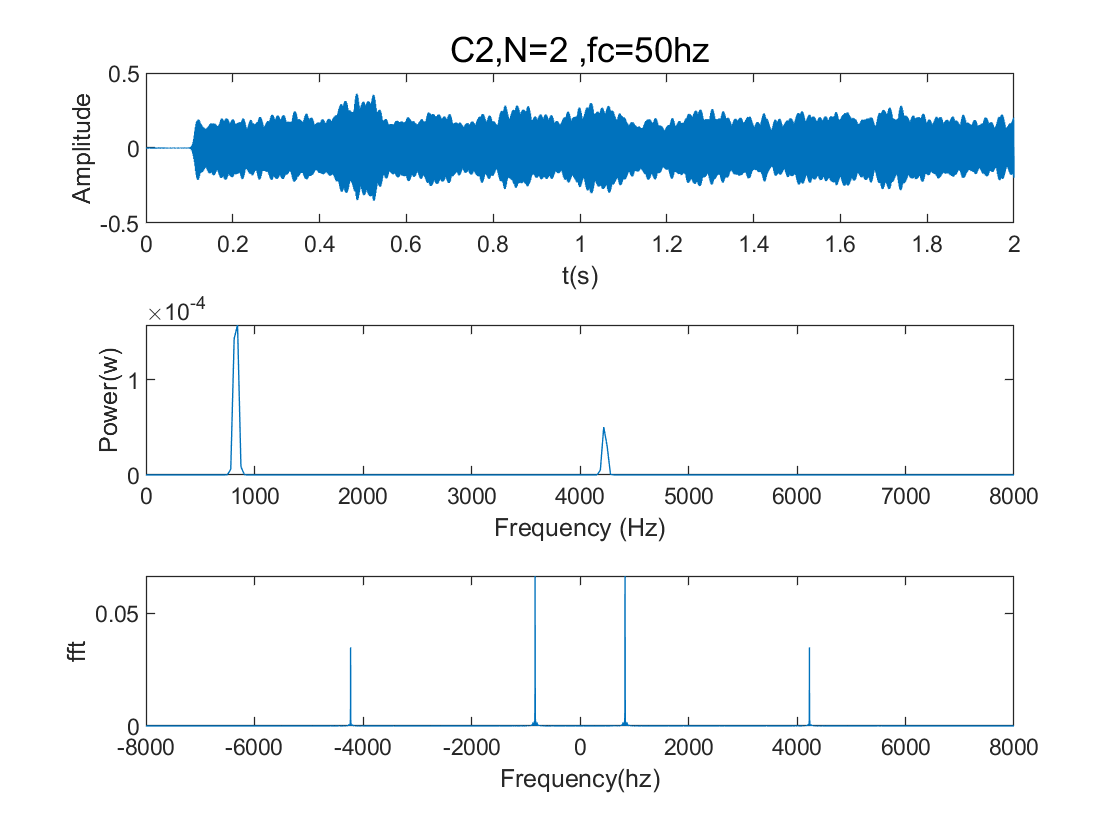 C2,N=2 ,fc=50hz
0.5
0
-0.5
Amplitude
0 0.2 0.4 0.6 0.8 1 1.2 1.4 1.6 1.8 2
t(s)
×10-4
1
0
Power(w)
0 1000 2000 3000 4000 5000 6000 7000 8000
Frequency (Hz)
0.05
0
fft
-8000 -6000 -4000 -2000 0 2000 4000 6000 8000
Frequency(hz)